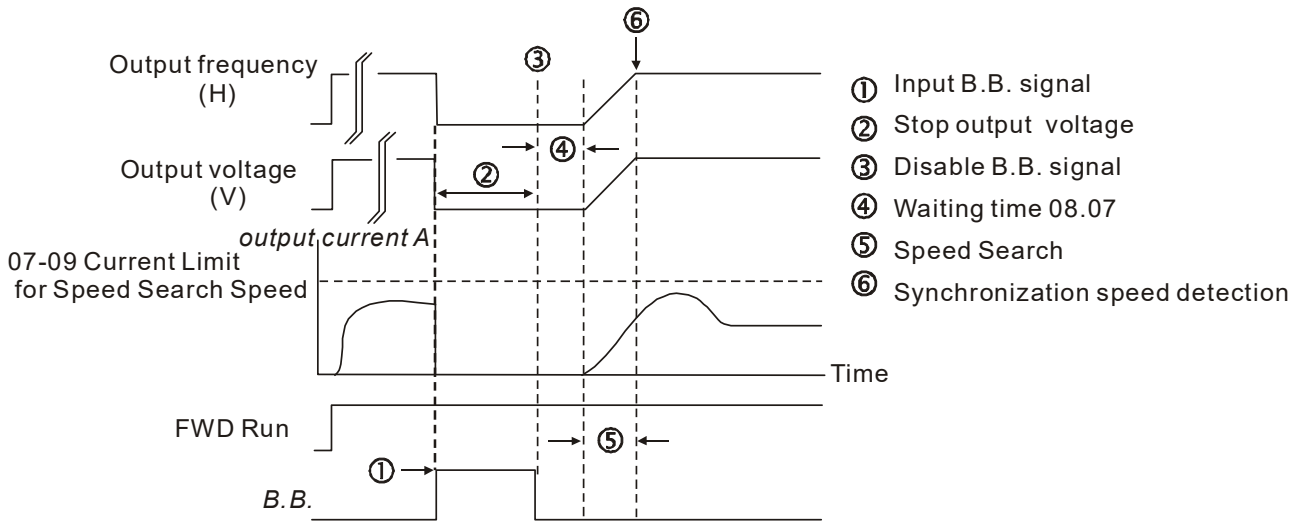 Output frequency
(H)
Output voltage
(V)
output current A
07-09 Current Limit
for Speed Search Speed
FWD Run
B.B.
Time
③
⑥
④
②
⑤
①
① Input B.B. signal
② Stop output voltage
③ Disable B.B. signal
④ Waiting time 08.07
⑤ Speed Search
⑥ Synchronization speed detection